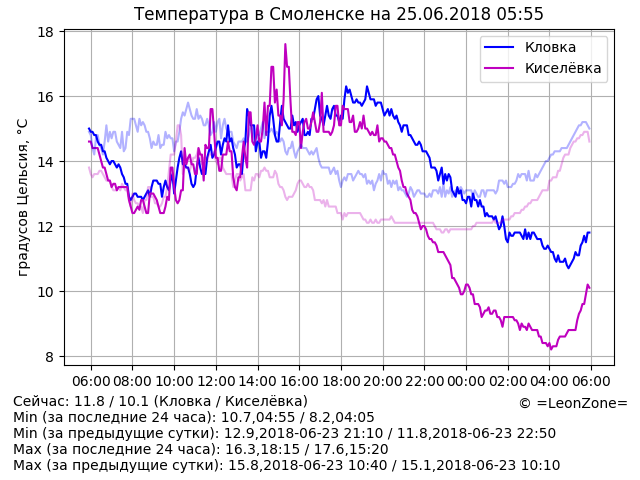 Температура в Смоленске на 25.06.2018 05:55
Кловка
Киселёвка
градусов Цельсия, °C
18
16
14
12
10
8
06:00 08:00 10:00 12:00 14:00 16:00 18:00 20:00 22:00 00:00 02:00 04:00 06:00
© =LeonZone=
Сейчас: 11.8 / 10.1 (Кловка / Киселёвка)
Min (за последние 24 часа): 10.7,04:55 / 8.2,04:05
Min (за предыдущие сутки): 12.9,2018-06-23 21:10 / 11.8,2018-06-23 22:50
Max (за последние 24 часа): 16.3,18:15 / 17.6,15:20
Max (за предыдущие сутки): 15.8,2018-06-23 10:40 / 15.1,2018-06-23 10:10